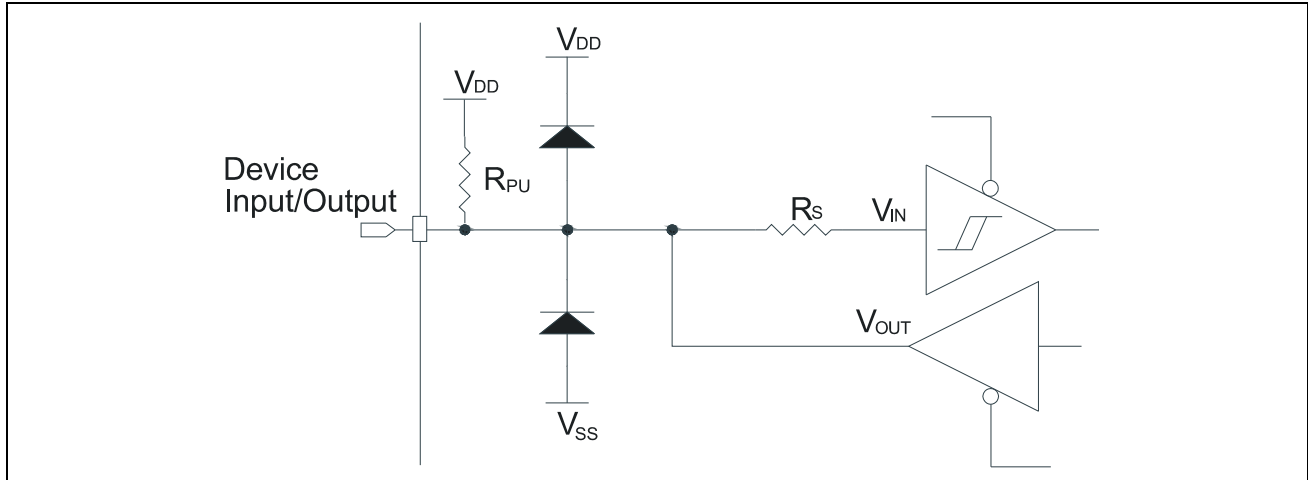 VDD
VDD
Device
Input/Output
RPU
RS
VIN
VOUT
VSS